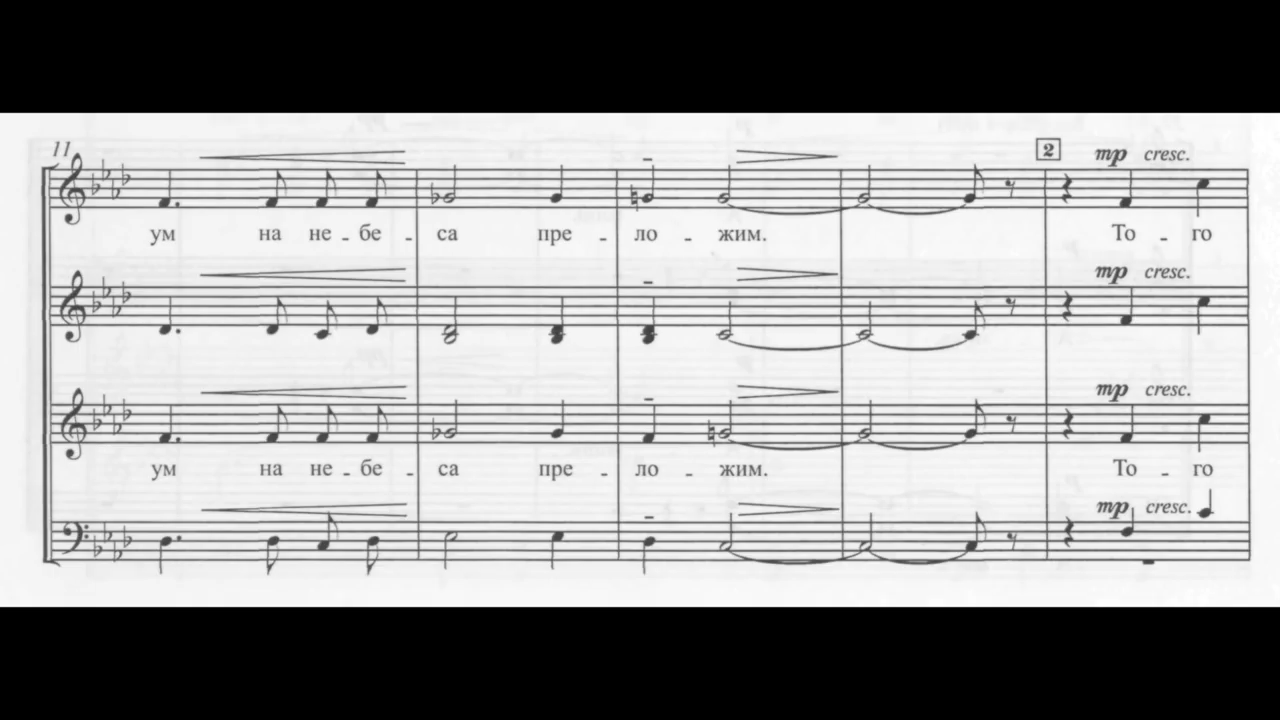 11
2
mp cresc.
ум на не - бе - са пре - ло - жим. То - го
mp cresc.
mp cresc.
ум на не - бе - са пре - ло - жим. То - го
mp cresc.